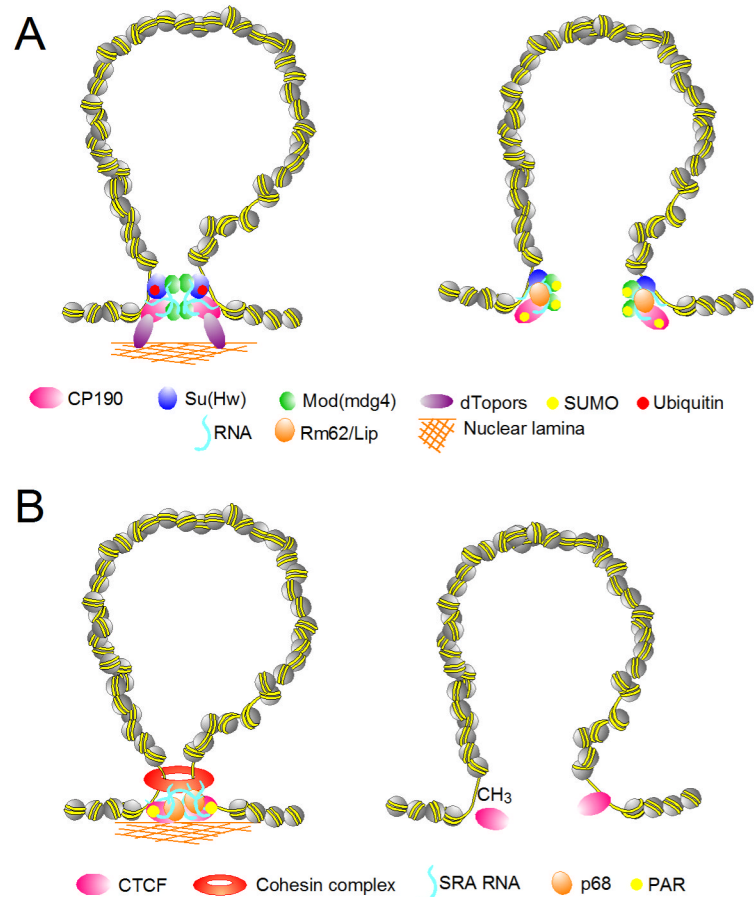 A
CP190 Su(Hw) Mod(mdg4) dTopors SUMO Ubiquitin
RNA Rm62/Lip Nuclear lamina
B
CH3
CTCF Cohesin complex SRA RNA p68 PAR